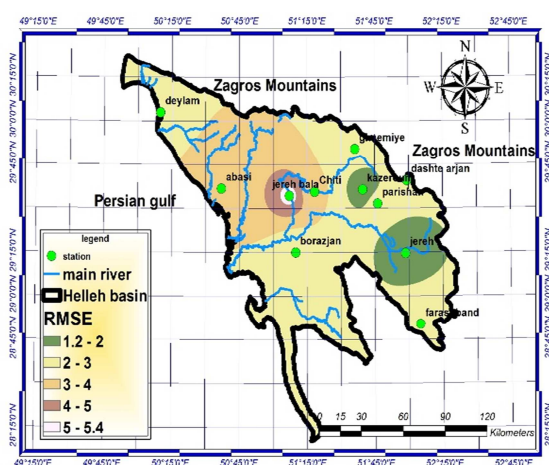 49°15'0"E 49°45'0"E 50°15'0"E 50°45'0"E 51°15'0"E 51°45'0"E 52°15'0"E 52°45'0"E
N
W E
S
Zagros Mountains
Zagros Mountains
Persian gulf
deylam
dashte arjan
kazeroun
parishan
abasi
jereh bala
Chiti
borazjan
jereh
legend
station
main river
Helleh basin
RMSE
1.2 - 2
2 - 3
3 - 4
4 - 5
5 - 5.4
0 15 30 60 90 120
Kilometers
30°15'0"N
30°0'0"N
29°45'0"N
29°15'0"N
29°0'0"N
28°45'0"N
28°15'0"N
49°15'0"E 49°45'0"E 50°15'0"E 50°45'0"E 51°15'0"E 51°45'0"E 52°15'0"E 52°45'0"E